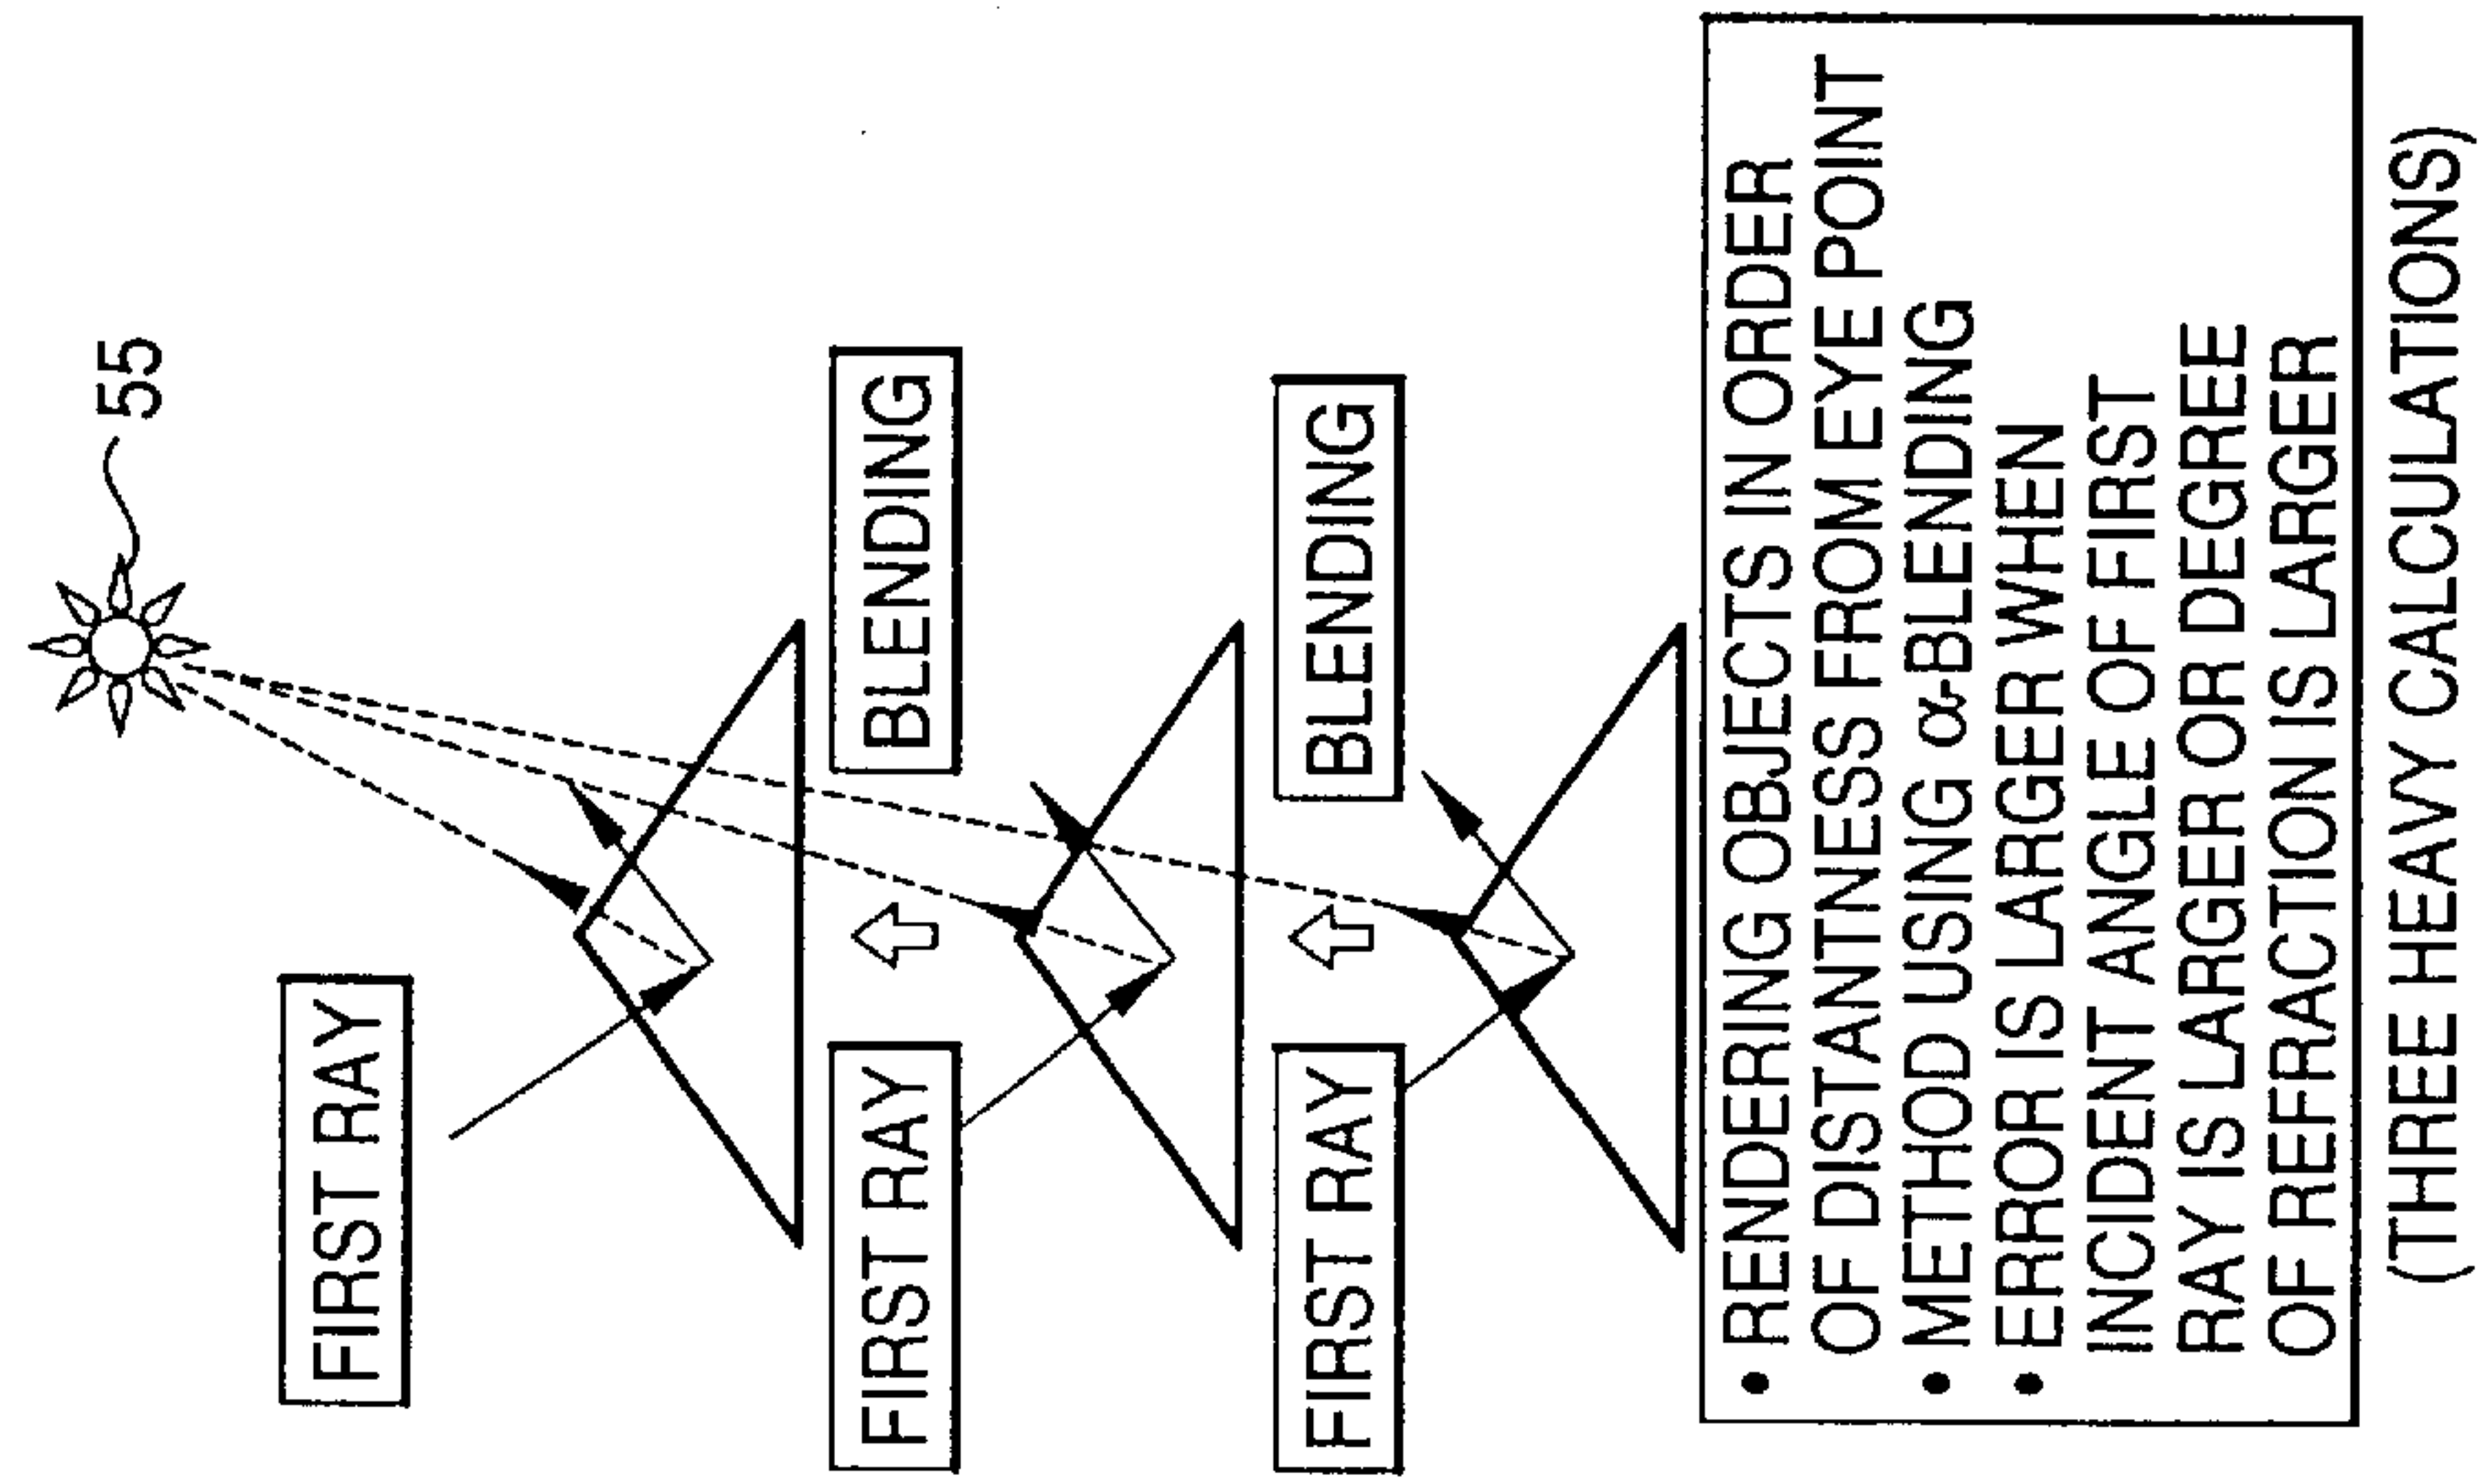 55
FIRST RAY
BLENDING
FIRST RAY
BLENDING
FIRST RAY
• RENDERING OBJECTS IN ORDER
OF DISTANTNESS FROM EYE POINT
• METHOD USING α-BLENDING
• ERROR IS LARGER WHEN
INCIDENT ANGLE OF FIRST
RAY IS LARGER OR DEGREE
OF REFRACTION IS LARGER
(THREE HEAVY CALCULATIONS)